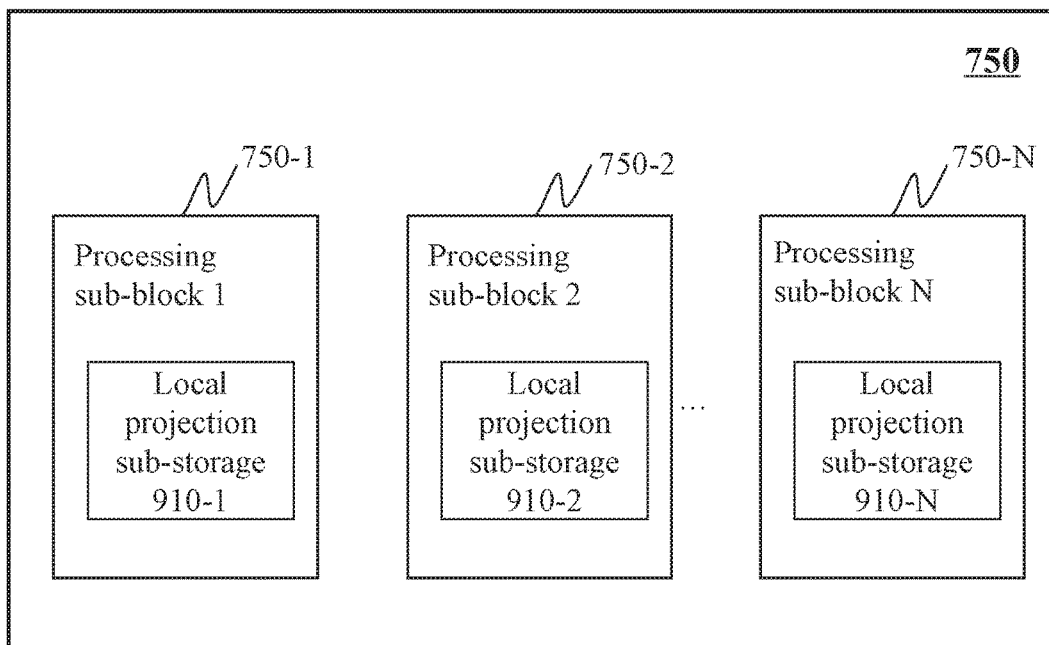 750
750-1
750-2
750-N
Processing
sub-block 1
Processing
sub-block 2
Processing
sub-block N
Local
projection
sub-storage
910-1
Local
projection
sub-storage
910-2
...
Local
projection
sub-storage
910-N